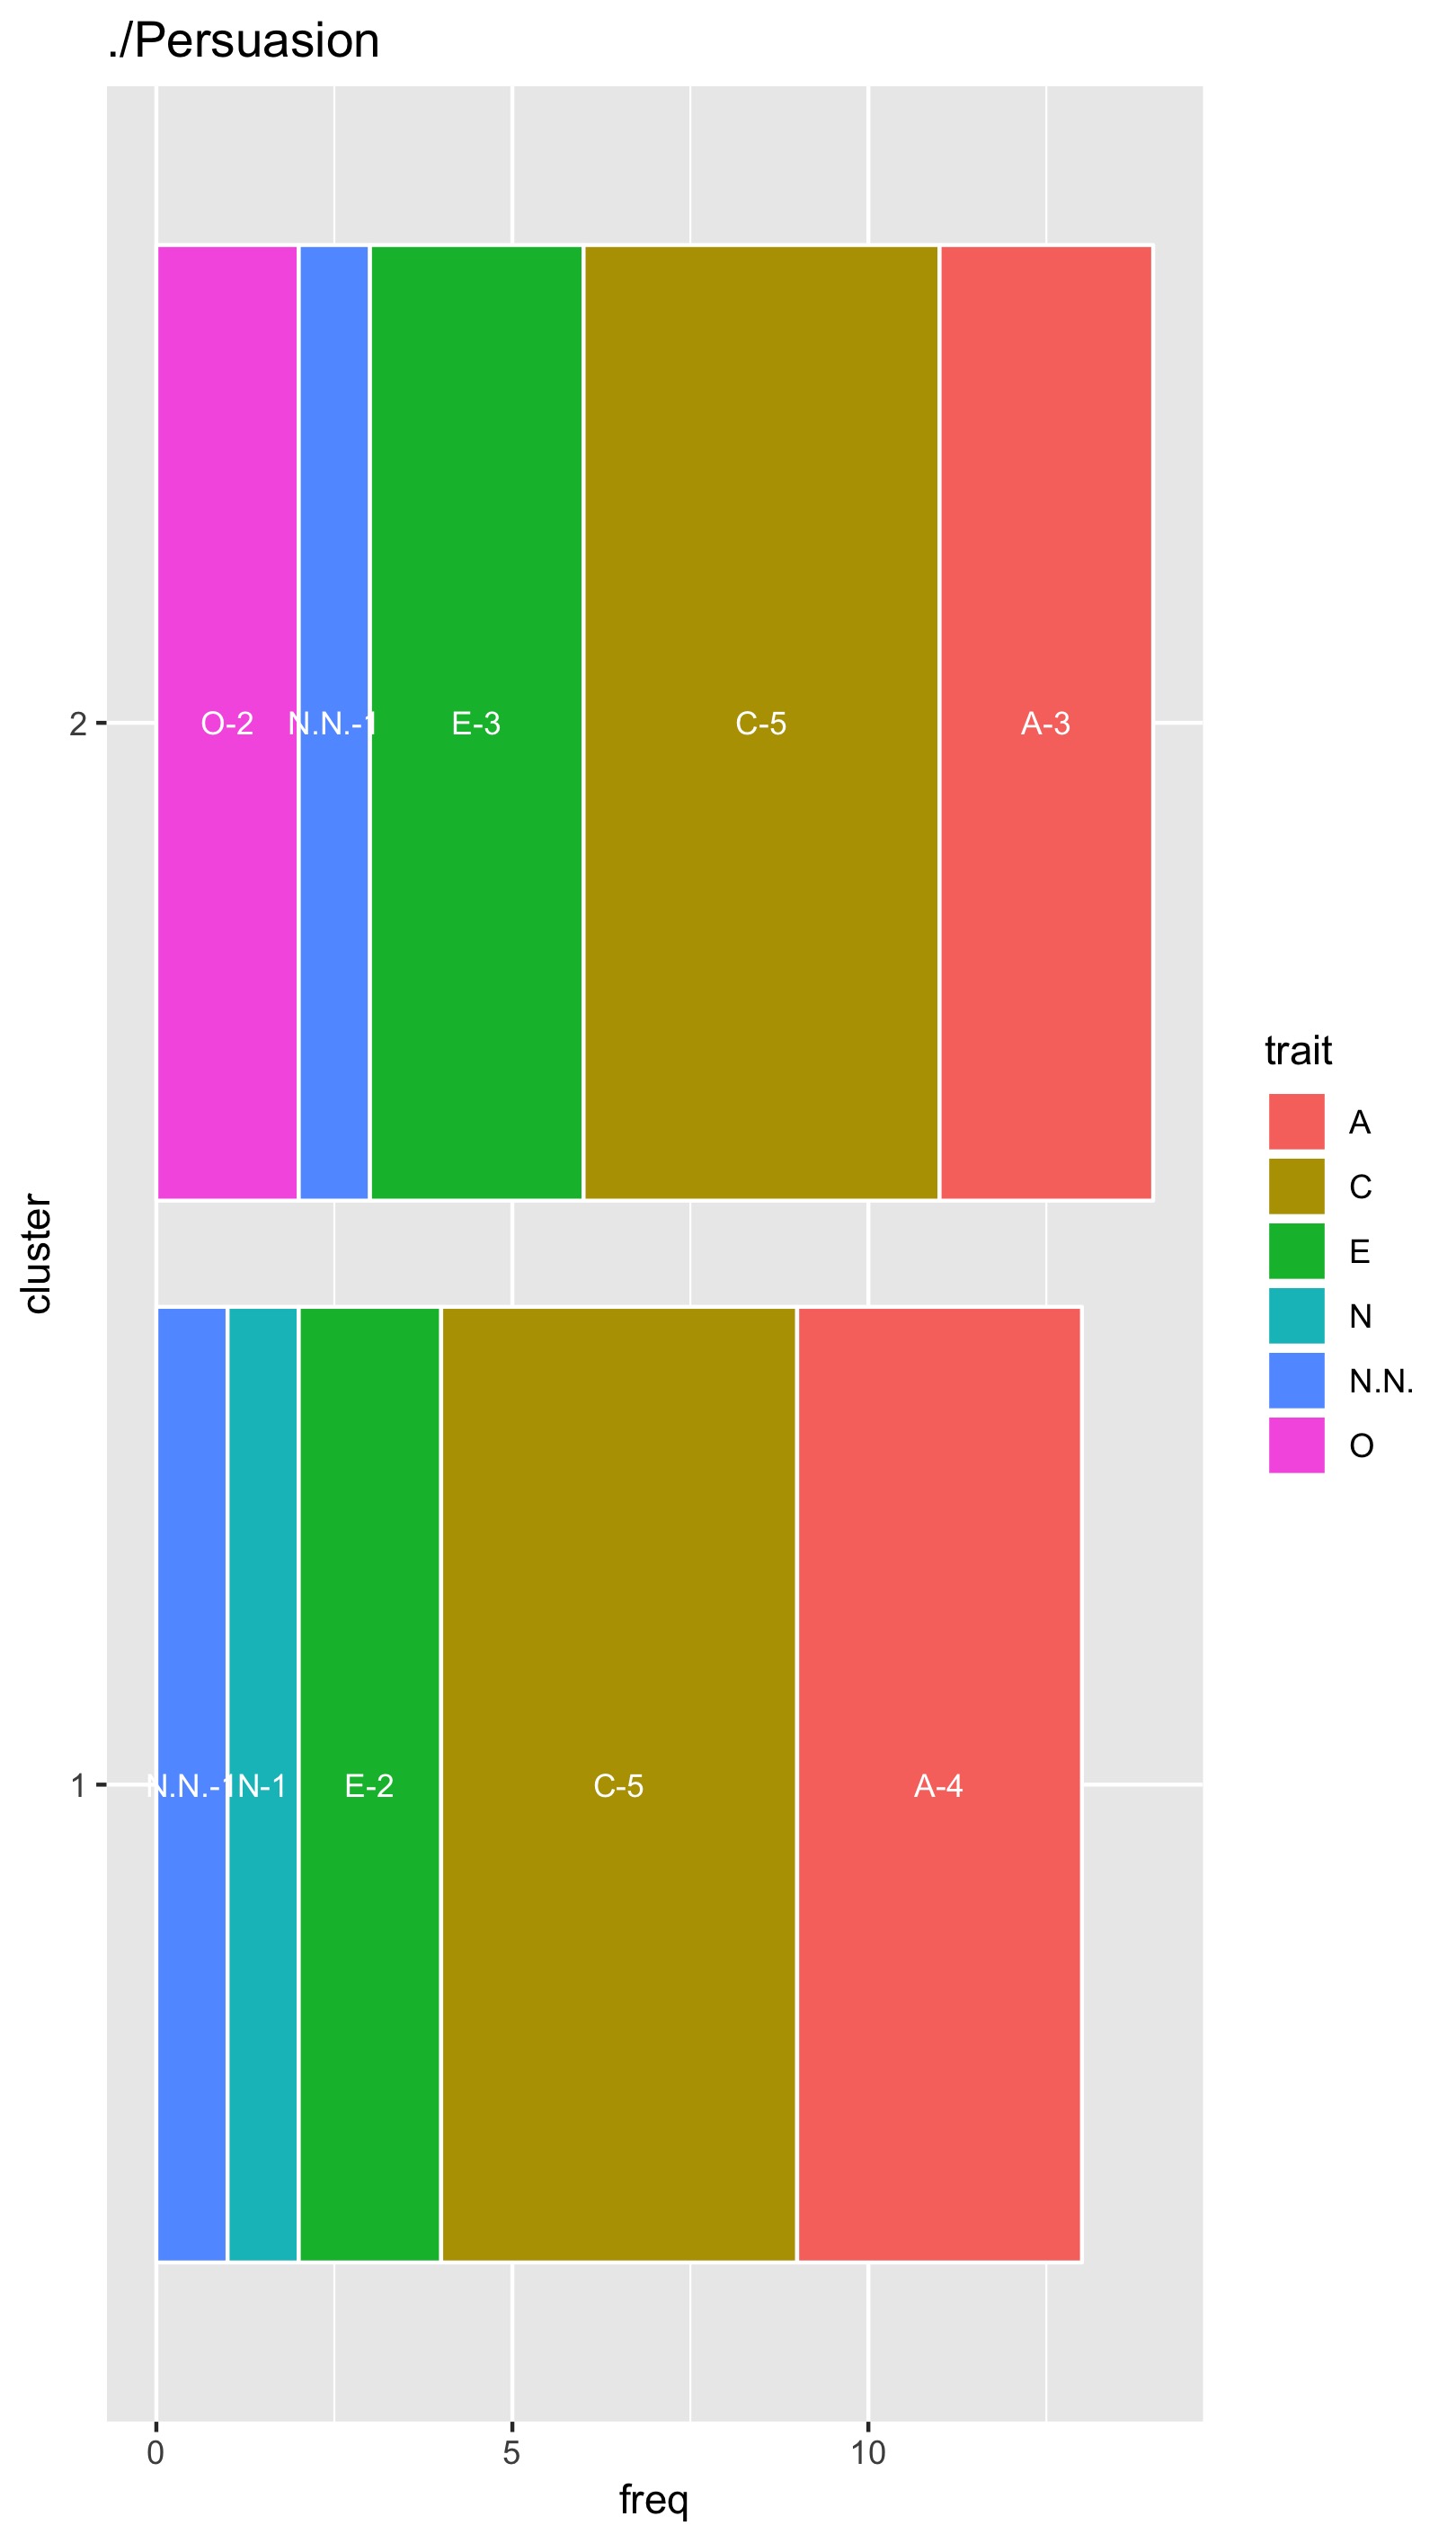 ./Persuasion
cluster
2
O-2
N.N.-1
E-3
C-5
A-3
1
N.N.-1
N-1
E-2
C-5
A-4
0
5
10
freq
trait
A
C
E
N
N.N.
O